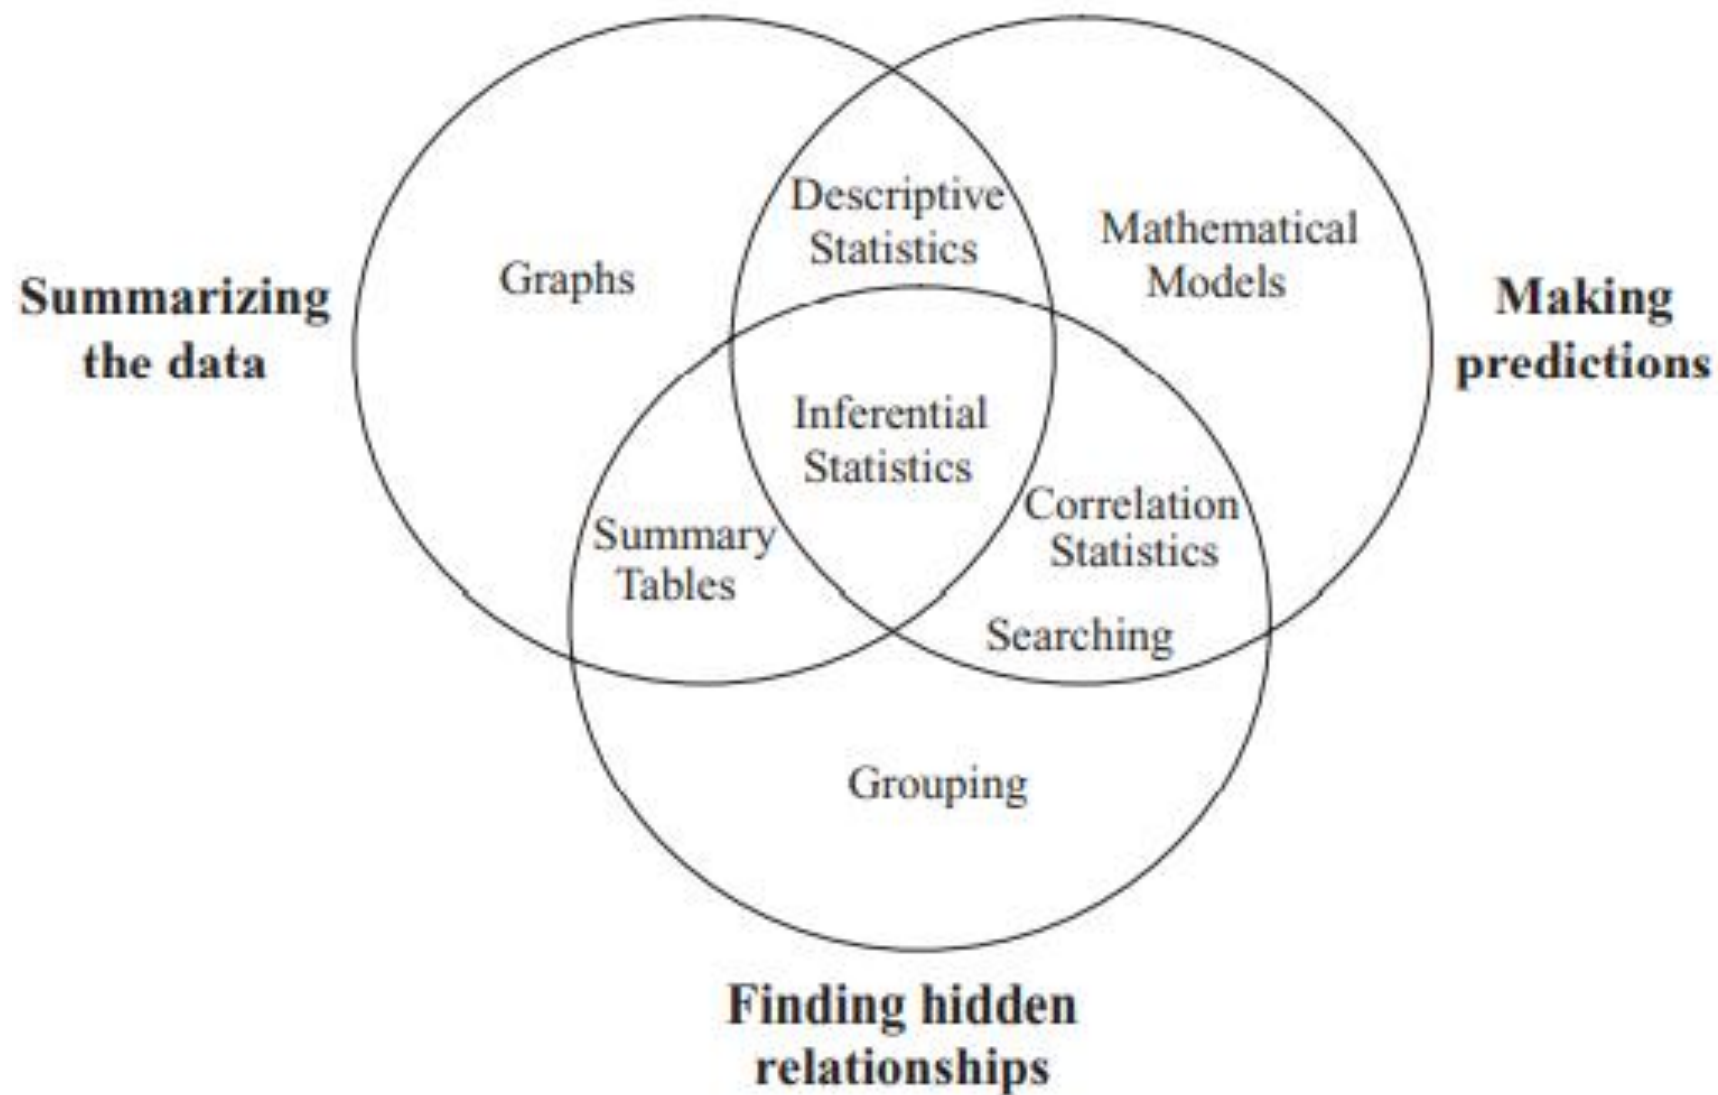 Descriptive
Statistics
Mathematical
Models
Graphs
Summarizing
the data
Making
predictions
Inferential
Statistics
Correlation
Statistics
Summary
Tables
Searching
Grouping
Finding hidden
relationships